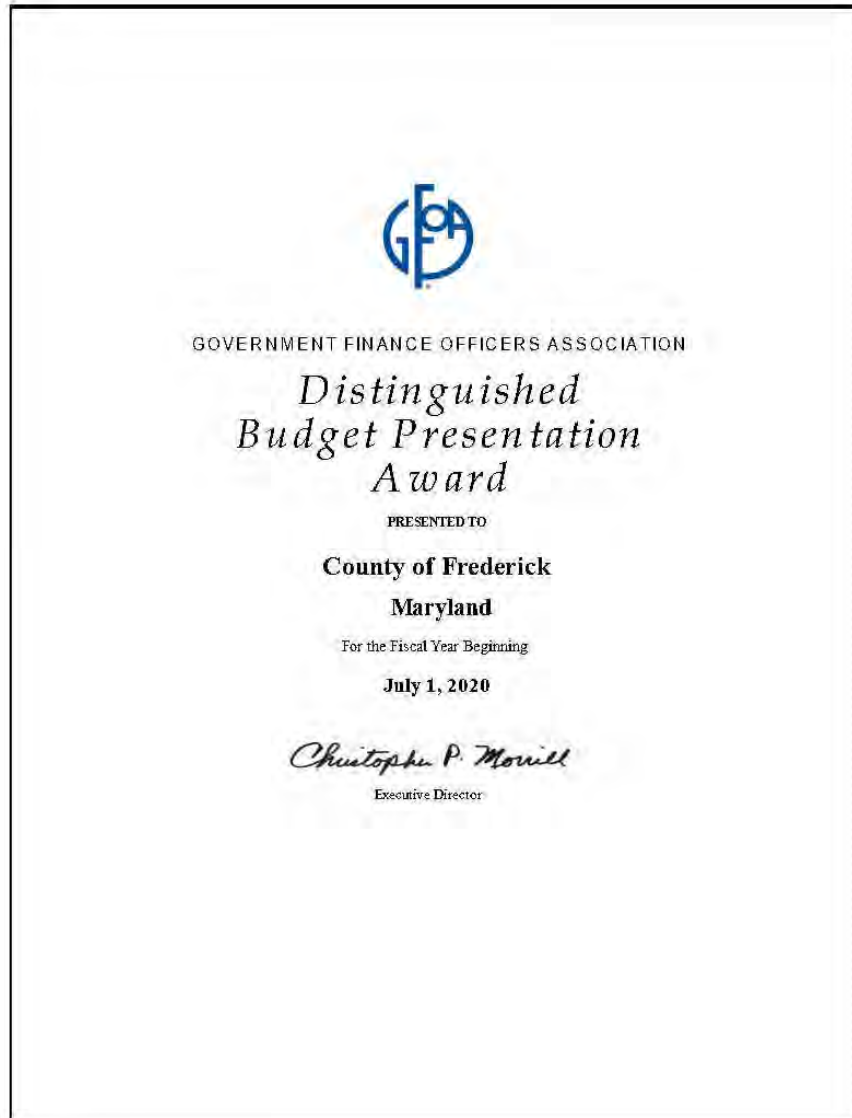 GFOA
GOVERNMENT FINANCE OFFICERS ASSOCIATION
Distinguished
Budget Presentation
Award
PRESENTED TO
County of Frederick
Maryland
For the Fiscal Year Beginning
July 1, 2020
Christopher P. Morrill
Executive Director